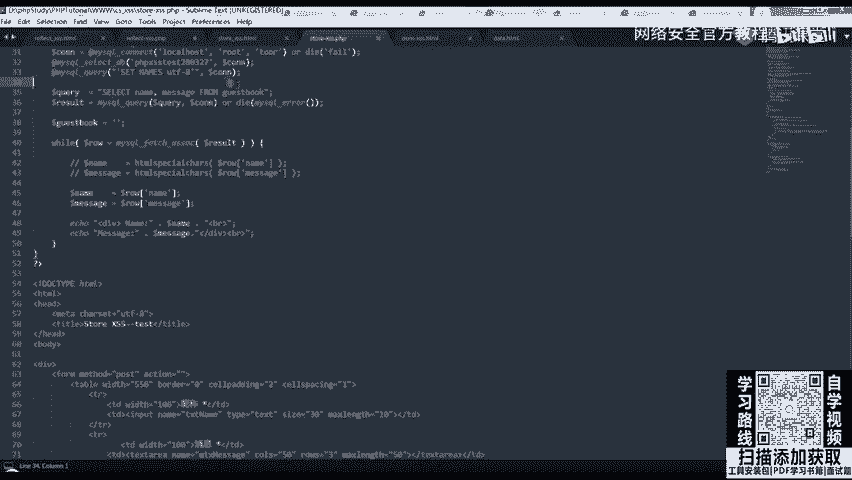 D:\phpStudy\PHPTutorial\WWW\cs_xss\store-xss.php - Sublime Text [UNREGISTERED]
File Edit Selection Find View Goto Tools Project Preferences Help
reflect_xss.html reflect-xss.php store_xss.html store-xss.php store-xss.html data.html
网络安全官方教程
31 $conn = @mysql_connect('localhost', 'root', 'toor') or die('fail');
32 @mysql_select_db('phpxsstest280327', $conn);
33 @mysql_query("'SET NAMES utf-8'", $conn);
35 $query = "SELECT name, message FROM guestbook";
36 $result = mysql_query($query, $conn) or die(mysql_error());
37
38 $guestbook = '';
39
40 while( $row = mysql_fetch_assoc( $result ) ) {
41
42 // $name = htmlspecialchars( $row['name'] );
43 // $message = htmlspecialchars( $row['message'] );
44
45 $name = $row['name'];
46 $message = $row['message'];
47
48 echo "<div> Name:" . $name . "<br>";
49 echo "Message:" . $message."</div><br>";
50 }
51 }
52 ?>
53
54 <!DOCTYPE html>
55 <html>
56 <head>
57 <meta charset="utf-8">
58 <title>Store XSS--test</title>
59 </head>
60 <body>
61
62 <div>
63 <form method="post" action="">
64 <table width="550" border="0" cellpadding="2" cellspacing="1">
65 <tr>
66 <td width="100"> *</td>
67 <td><input name="txtName" type="text" size="30" maxlength="10"></td>
68 </tr>
69 <tr>
70 <td width="100"> *</td>
71 <td><textarea name="mtxMessage" cols="50" rows="3" maxlength="50"></textarea></td>
Line 34, Column 1
学习路线
自学视频
扫描添加获取
工具安装包|PDF学习书籍|面试题